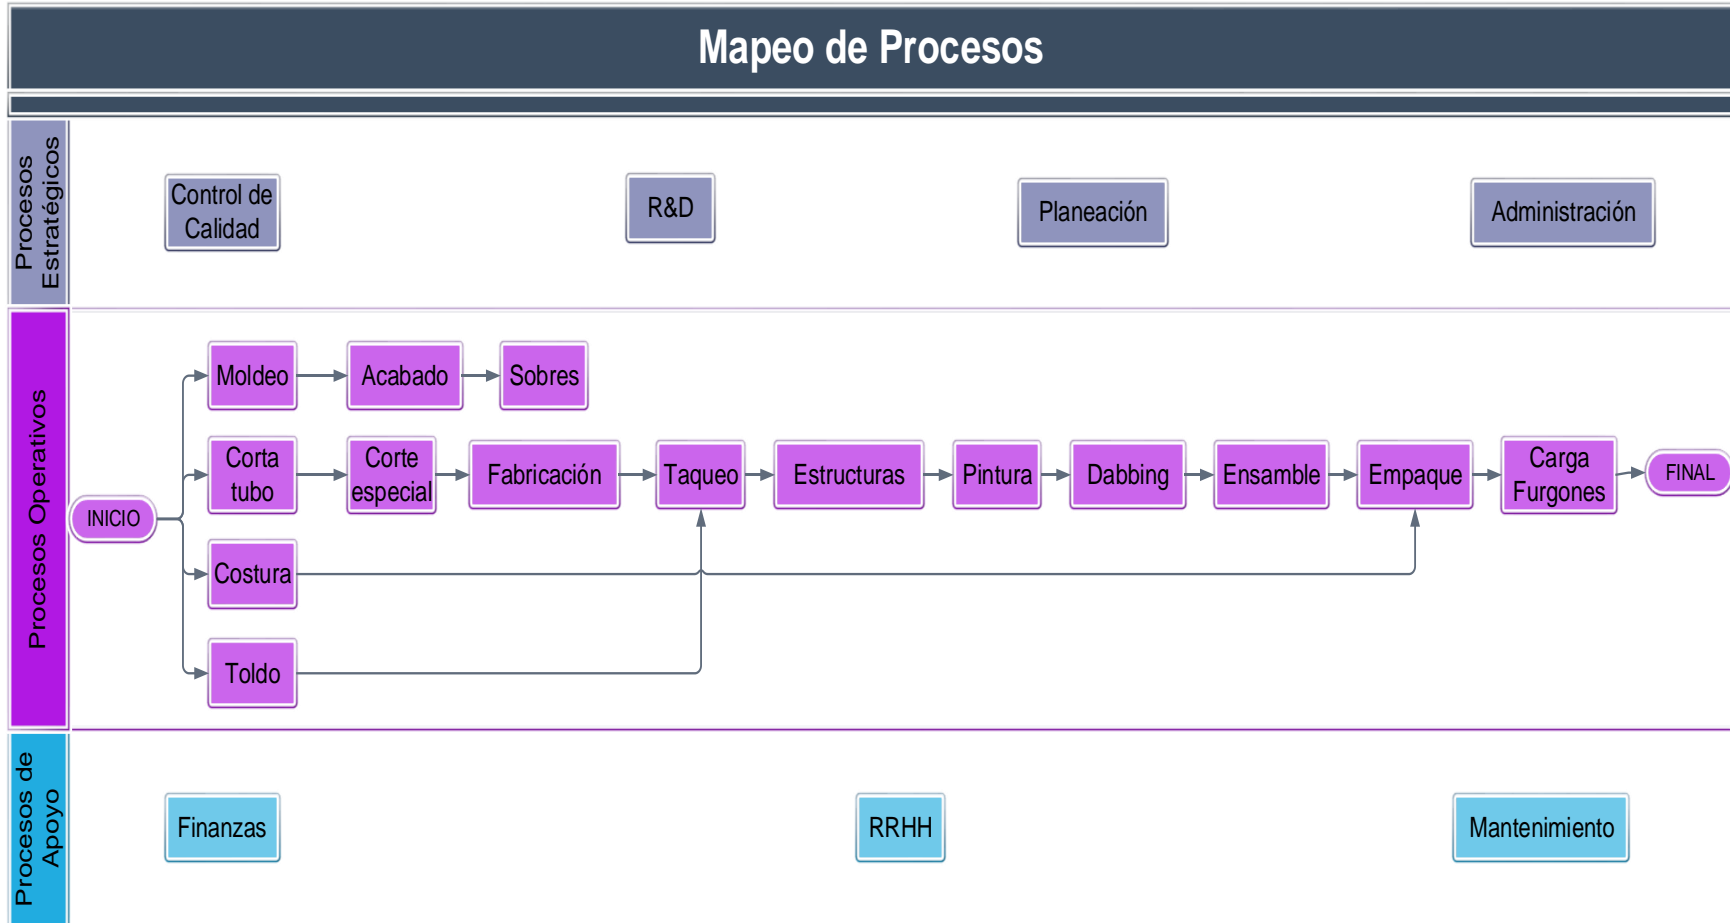 Mapeo de Procesos
Procesos
Estratégicos
Control de
Calidad
R&D
Planeación
Administración
Procesos Operativos
INICIO
Moldeo
Acabado
Sobres
Corta
tubo
Corte
especial
Fabricación
Taqueo
Estructuras
Pintura
Dabbing
Ensamble
Empaque
Carga
Furgones
FINAL
Costura
Toldo
Procesos de
Apoyo
Finanzas
RRHH
Mantenimiento